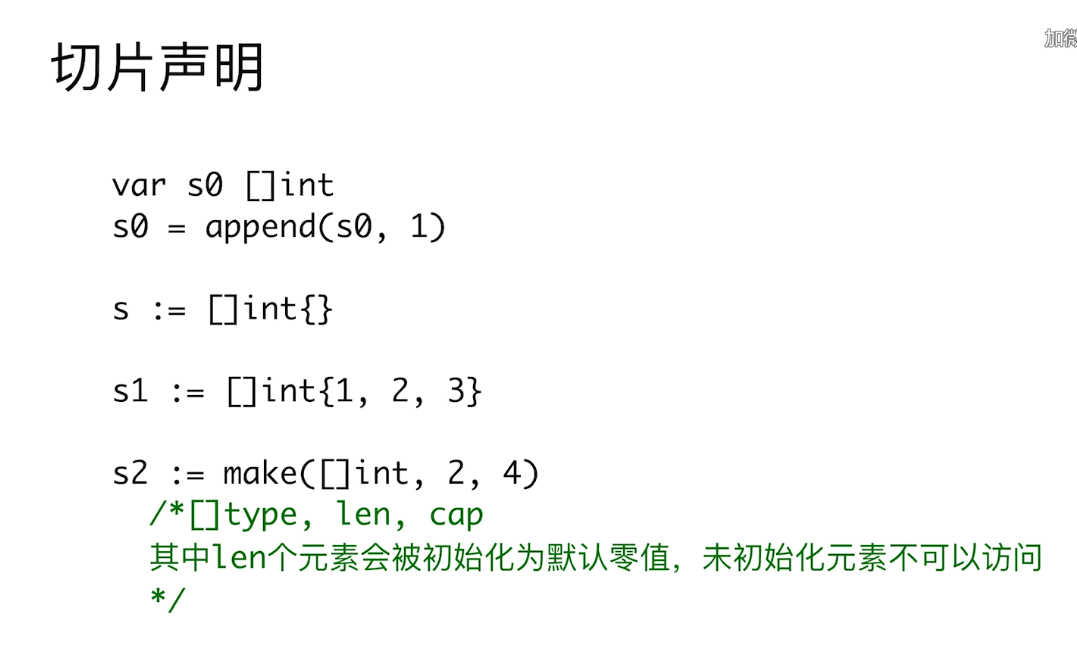 切片声明
加微
var s0 []int
s0 = append(s0, 1)
s := []int{}
s1 := []int{1, 2, 3}
s2 := make([]int, 2, 4)
/*[]type, len, cap
其中len个元素会被初始化为默认零值，未初始化元素不可以访问
*/